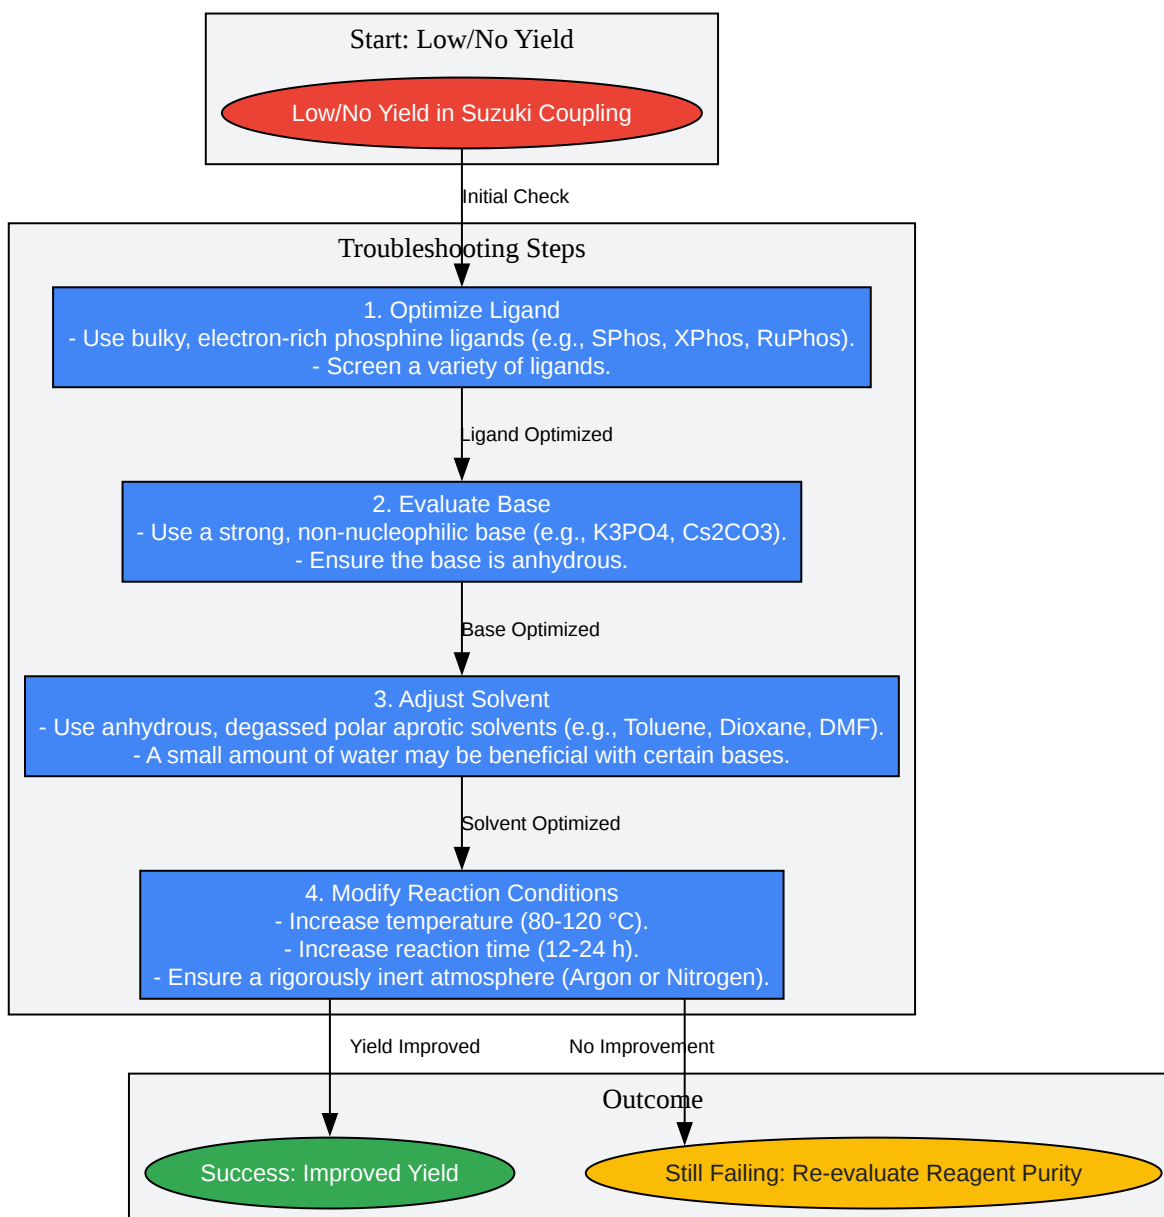 Start: Low/No Yield
Low/No Yield in Suzuki Coupling
Initial Check
Troubleshooting Steps
1. Optimize Ligand
- Use bulky, electron-rich phosphine ligands (e.g., SPhos, XPhos, RuPhos).
- Screen a variety of ligands.
Ligand Optimized
2. Evaluate Base
- Use a strong, non-nucleophilic base (e.g., K3PO4, Cs2CO3).
- Ensure the base is anhydrous.
Base Optimized
3. Adjust Solvent
- Use anhydrous, degassed polar aprotic solvents (e.g., Toluene, Dioxane, DMF).
- A small amount of water may be beneficial with certain bases.
Solvent Optimized
4. Modify Reaction Conditions
- Increase temperature (80-120 °C).
- Increase reaction time (12-24 h).
- Ensure a rigorously inert atmosphere (Argon or Nitrogen).
Yield Improved
No Improvement
Outcome
Success: Improved Yield
Still Failing: Re-evaluate Reagent Purity